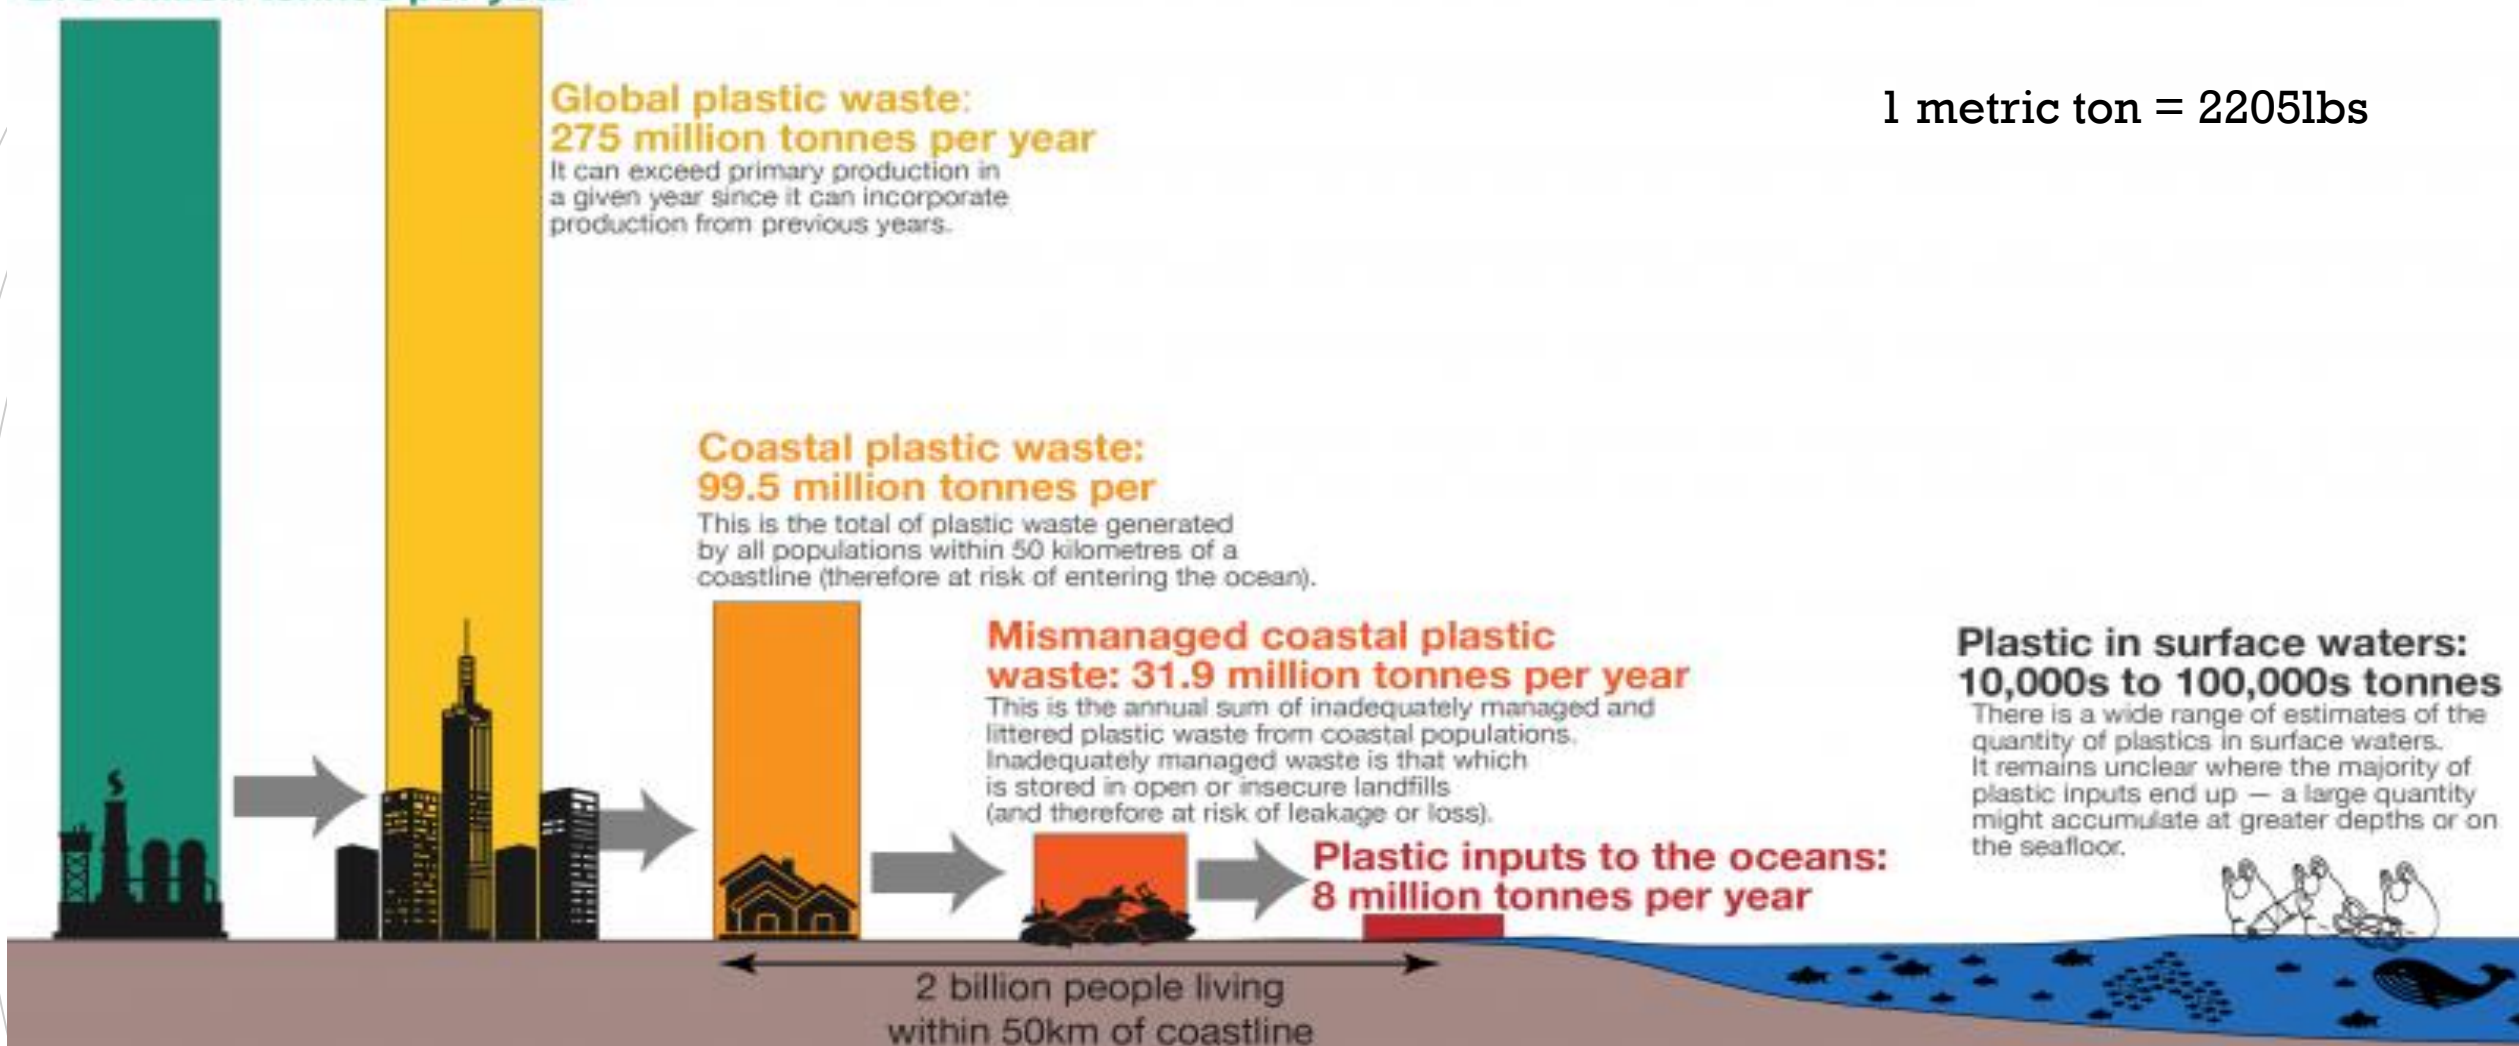 Global plastic waste:
275 million tonnes per year
It can exceed primary production in
a given year since it can incorporate
production from previous years.
1 metric ton = 2205lbs
Coastal plastic waste:
99.5 million tonnes per
This is the total of plastic waste generated
by all populations within 50 kilometres of a
coastline (therefore at risk of entering the ocean).
Mismanaged coastal plastic
waste: 31.9 million tonnes per year
This is the annual sum of inadequately managed and
littered plastic waste from coastal populations.
Inadequately managed waste is that which
is stored in open or insecure landfills
(and therefore at risk of leakage or loss).
Plastic inputs to the oceans:
8 million tonnes per year
Plastic in surface waters:
10,000s to 100,000s tonnes
There is a wide range of estimates of the
quantity of plastics in surface waters.
It remains unclear where the majority of
plastic inputs end up — a large quantity
might accumulate at greater depths or on
the seafloor.
2 billion people living
within 50km of coastline